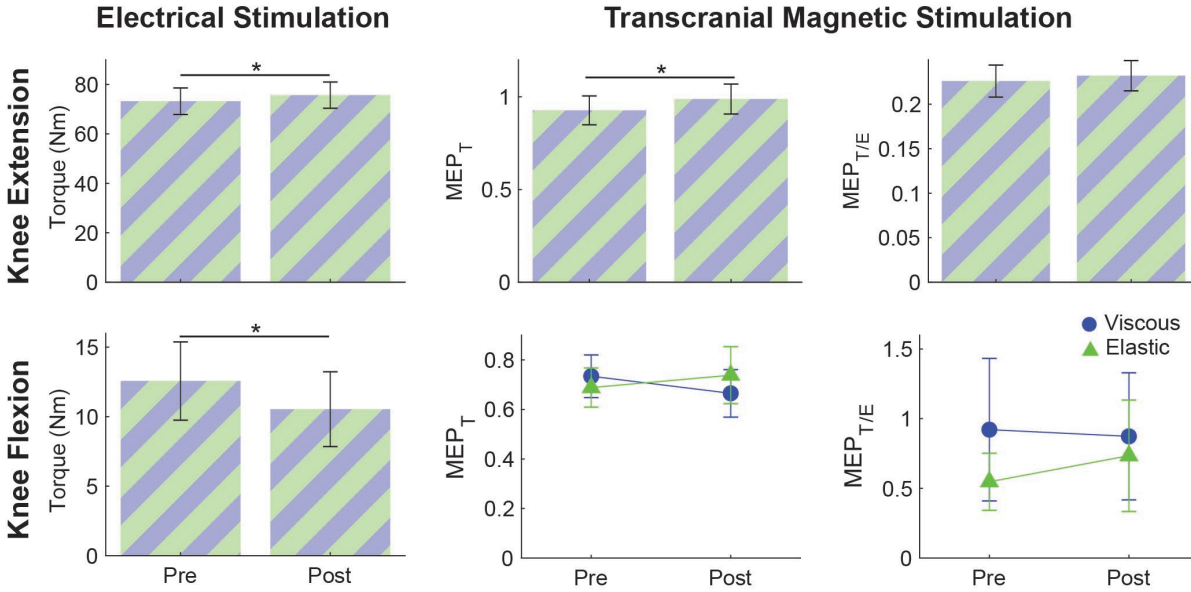 Electrical Stimulation
Transcranial Magnetic Stimulation
Knee Extension
Torque (Nm)
80
60
40
20
0
*
MEP_T
1
0.5
0
*
MEP_T/E
0.2
0.15
0.1
0.05
0
Knee Flexion
Torque (Nm)
15
10
5
0
*
Pre
Post
MEP_T
0.8
0.6
0.4
0.2
0
Pre
Post
MEP_T/E
1.5
1
0.5
0
Viscous
Elastic
Pre
Post